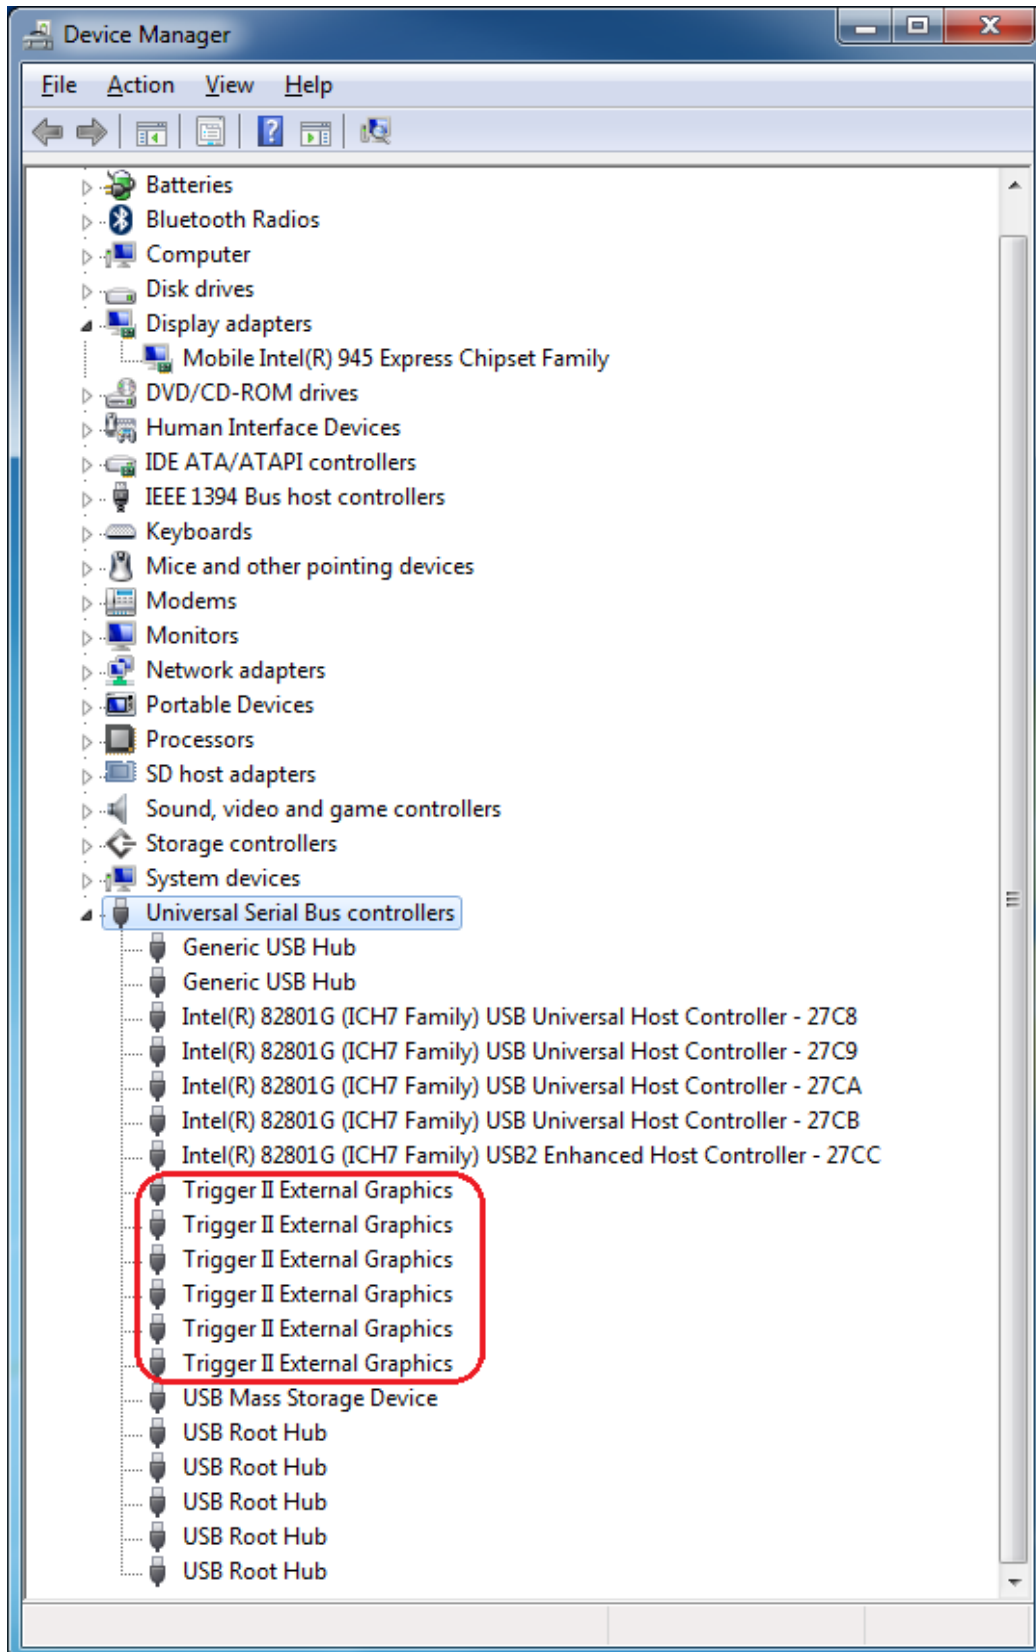 Device Manager
File Action View Help
Batteries
Bluetooth Radios
Computer
Disk drives
Display adapters
Mobile Intel(R) 945 Express Chipset Family
DVD/CD-ROM drives
Human Interface Devices
IDE ATA/ATAPI controllers
IEEE 1394 Bus host controllers
Keyboards
Mice and other pointing devices
Modems
Monitors
Network adapters
Portable Devices
Processors
SD host adapters
Sound, video and game controllers
Storage controllers
System devices
Universal Serial Bus controllers
Generic USB Hub
Generic USB Hub
Intel(R) 82801G (ICH7 Family) USB Universal Host Controller - 27C8
Intel(R) 82801G (ICH7 Family) USB Universal Host Controller - 27C9
Intel(R) 82801G (ICH7 Family) USB Universal Host Controller - 27CA
Intel(R) 82801G (ICH7 Family) USB Universal Host Controller - 27CB
Intel(R) 82801G (ICH7 Family) USB2 Enhanced Host Controller - 27CC
Trigger II External Graphics
Trigger II External Graphics
Trigger II External Graphics
Trigger II External Graphics
Trigger II External Graphics
Trigger II External Graphics
USB Mass Storage Device
USB Root Hub
USB Root Hub
USB Root Hub
USB Root Hub
USB Root Hub